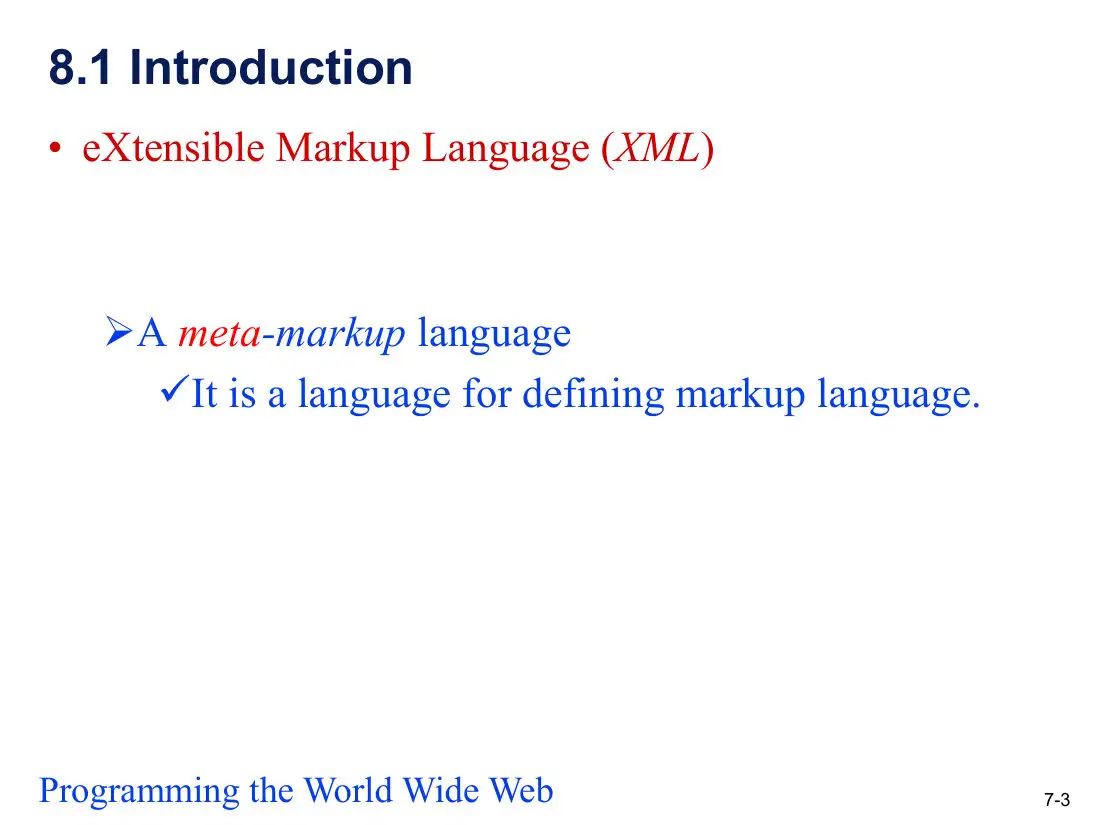 8.1 Introduction
• eXtensible Markup Language (XML)
➢A meta-markup language
✓It is a language for defining markup language.
Programming the World Wide Web
7-3